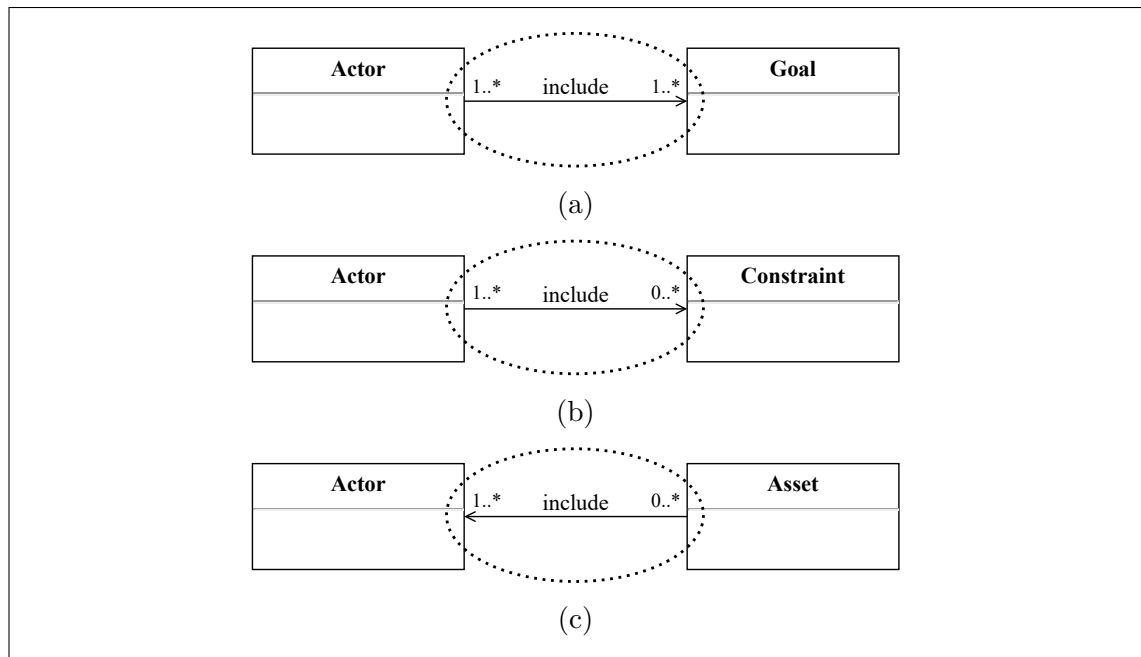 Actor Goal
1..* include 1..*
(a)
Actor Constraint
1..* include 0..*
(b)
Actor Asset
1..* include 0..*
(c)